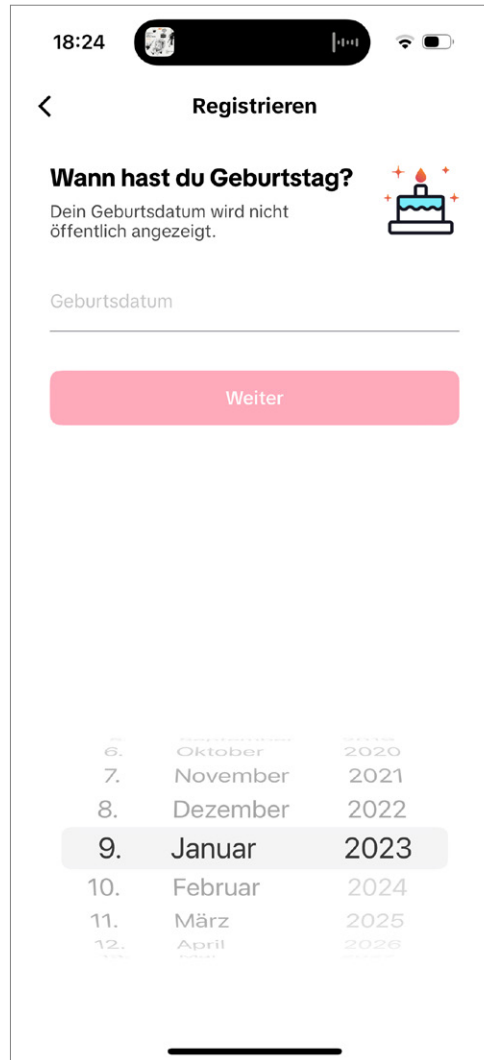 18:24
Registrieren
Wann hast du Geburtstag?
Dein Geburtsdatum wird nicht
öffentlich angezeigt.
Geburtsdatum
Weiter
6. Oktober 2020
7. November 2021
8. Dezember 2022
9. Januar 2023
10. Februar 2024
11. März 2025
12. April 2026